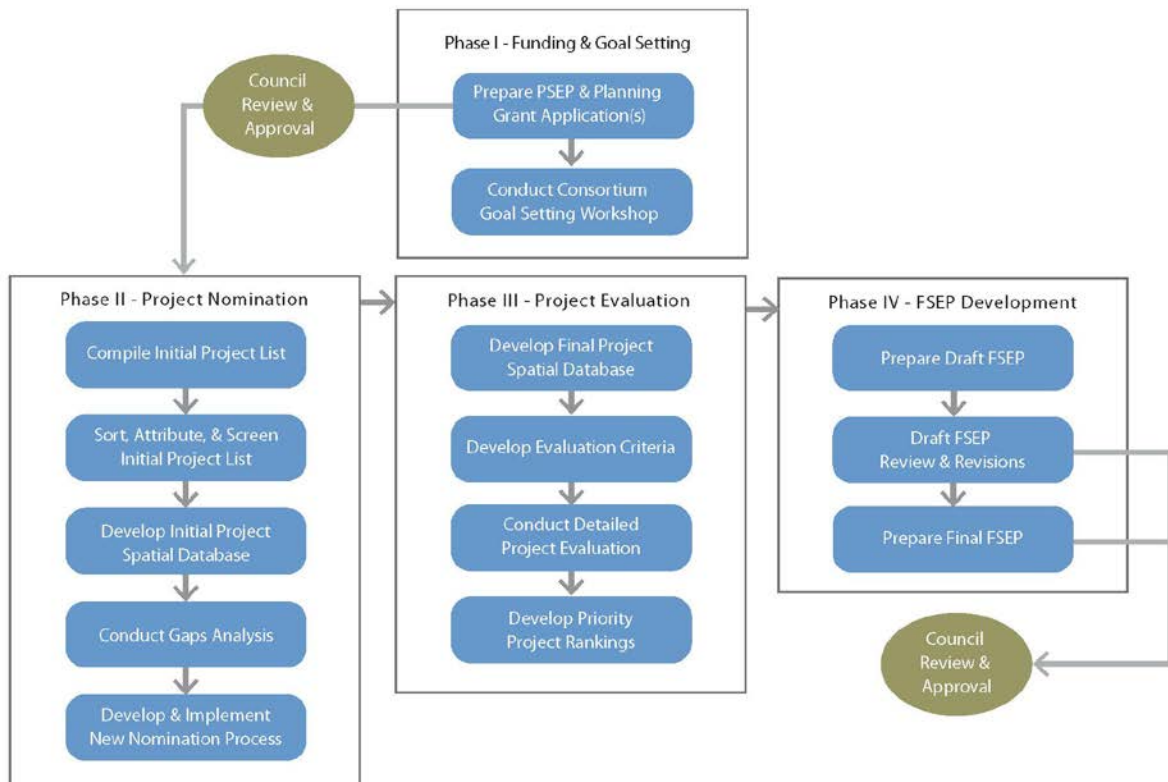 Phase I - Funding & Goal Setting
Council
Review &
Approval
Prepare PSEP & Planning
Grant Application(s)
Conduct Consortium
Goal Setting Workshop
Phase II - Project Nomination
Compile Initial Project List
Sort, Attribute, & Screen
Initial Project List
Develop Initial Project
Spatial Database
Conduct Gaps Analysis
Develop & Implement
New Nomination Process
Phase III - Project Evaluation
Develop Final Project
Spatial Database
Develop Evaluation Criteria
Conduct Detailed
Project Evaluation
Develop Priority
Project Rankings
Phase IV - FSEP Development
Prepare Draft FSEP
Draft FSEP
Review & Revisions
Prepare Final FSEP
Council
Review &
Approval